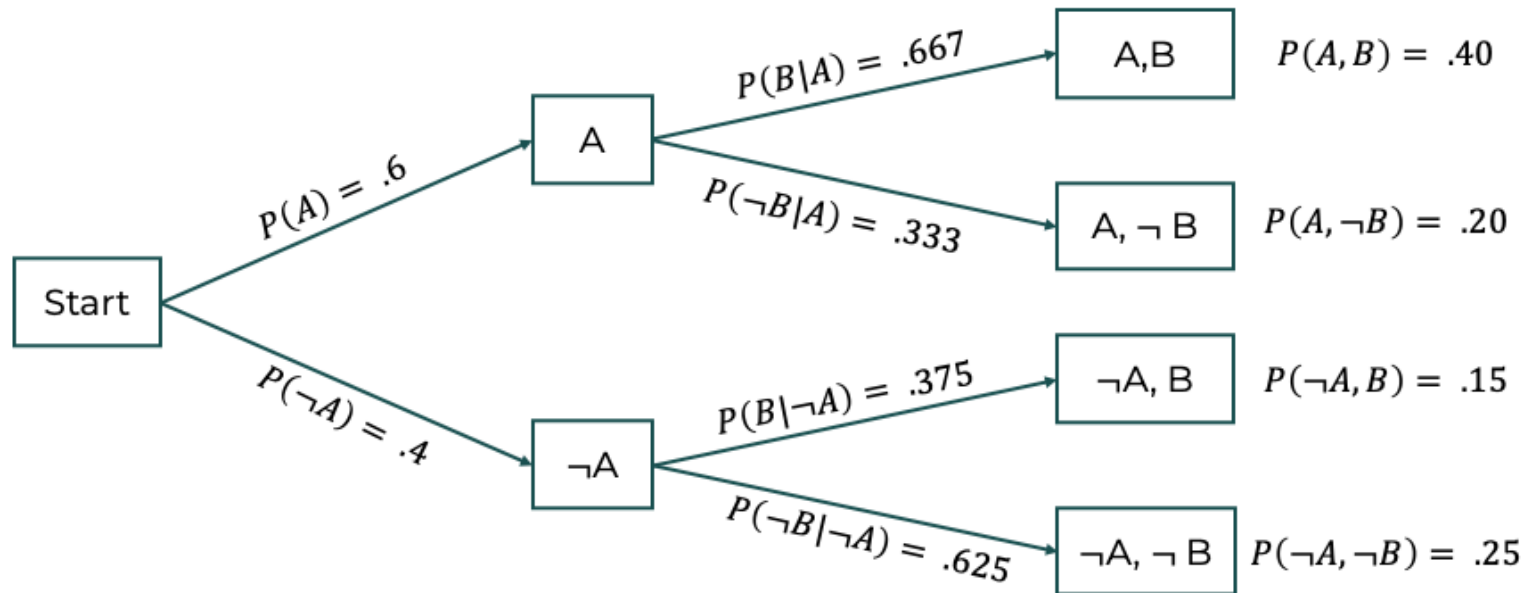 P(B|A) = .667
A,B
P(A, B) = .40
A
P(A) = .6
P(¬B|A) = .333
A, ¬ B
P(A, ¬B) = .20
Start
P(¬A) = .4
P(B|¬A) = .375
¬A, B
P(¬A, B) = .15
¬A
P(¬B|¬A) = .625
¬A, ¬ B
P(¬A, ¬B) = .25